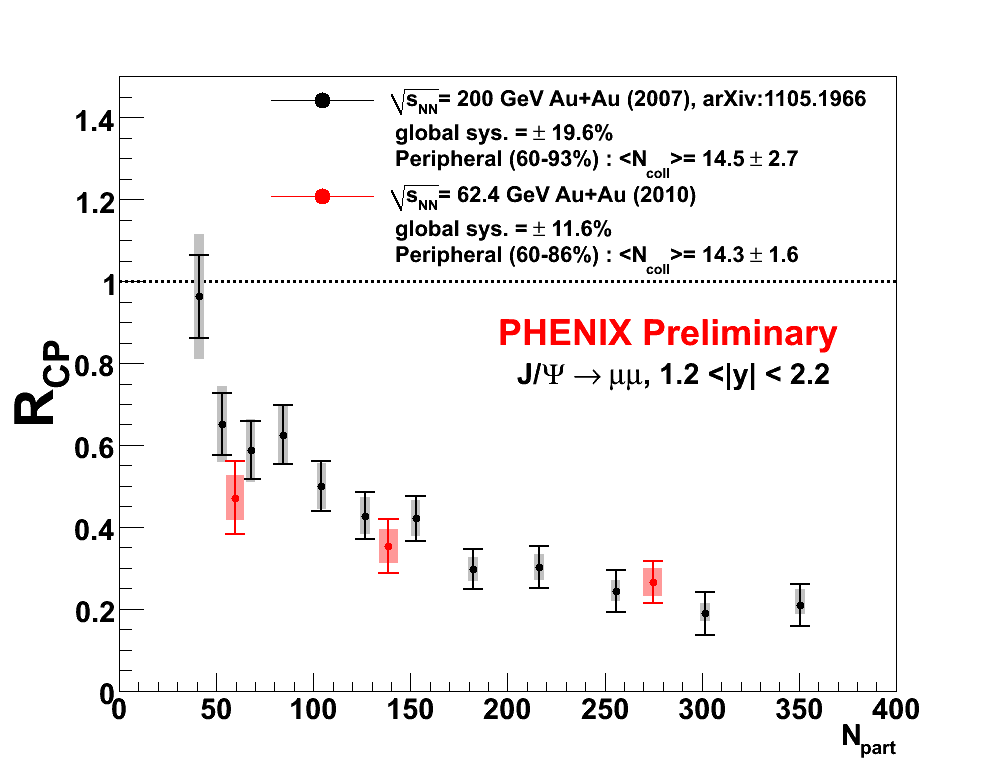 √sNN = 200 GeV Au+Au (2007), arXiv:1105.1966
global sys. = ± 19.6%
Peripheral (60-93%) : <Ncoll>= 14.5 ± 2.7
√sNN = 62.4 GeV Au+Au (2010)
global sys. = ± 11.6%
Peripheral (60-86%) : <Ncoll>= 14.3 ± 1.6
PHENIX Preliminary
J/Ψ → μμ, 1.2 <|y| < 2.2
RCP
1.4
1.2
1
0.8
0.6
0.4
0.2
0
0 50 100 150 200 250 300 350 400
Npart